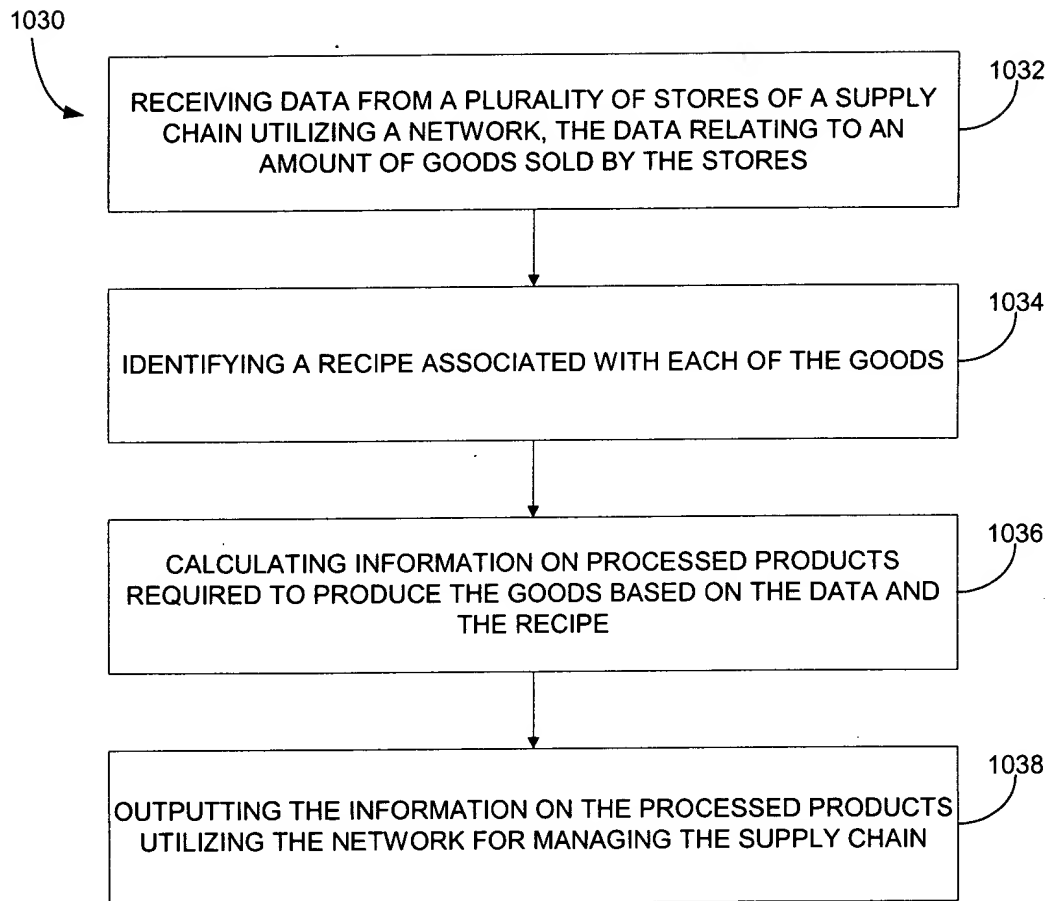 1030
1032
RECEIVING DATA FROM A PLURALITY OF STORES OF A SUPPLY
CHAIN UTILIZING A NETWORK, THE DATA RELATING TO AN
AMOUNT OF GOODS SOLD BY THE STORES
1034
IDENTIFYING A RECIPE ASSOCIATED WITH EACH OF THE GOODS
1036
CALCULATING INFORMATION ON PROCESSED PRODUCTS
REQUIRED TO PRODUCE THE GOODS BASED ON THE DATA AND
THE RECIPE
1038
OUTPUTTING THE INFORMATION ON THE PROCESSED PRODUCTS
UTILIZING THE NETWORK FOR MANAGING THE SUPPLY CHAIN